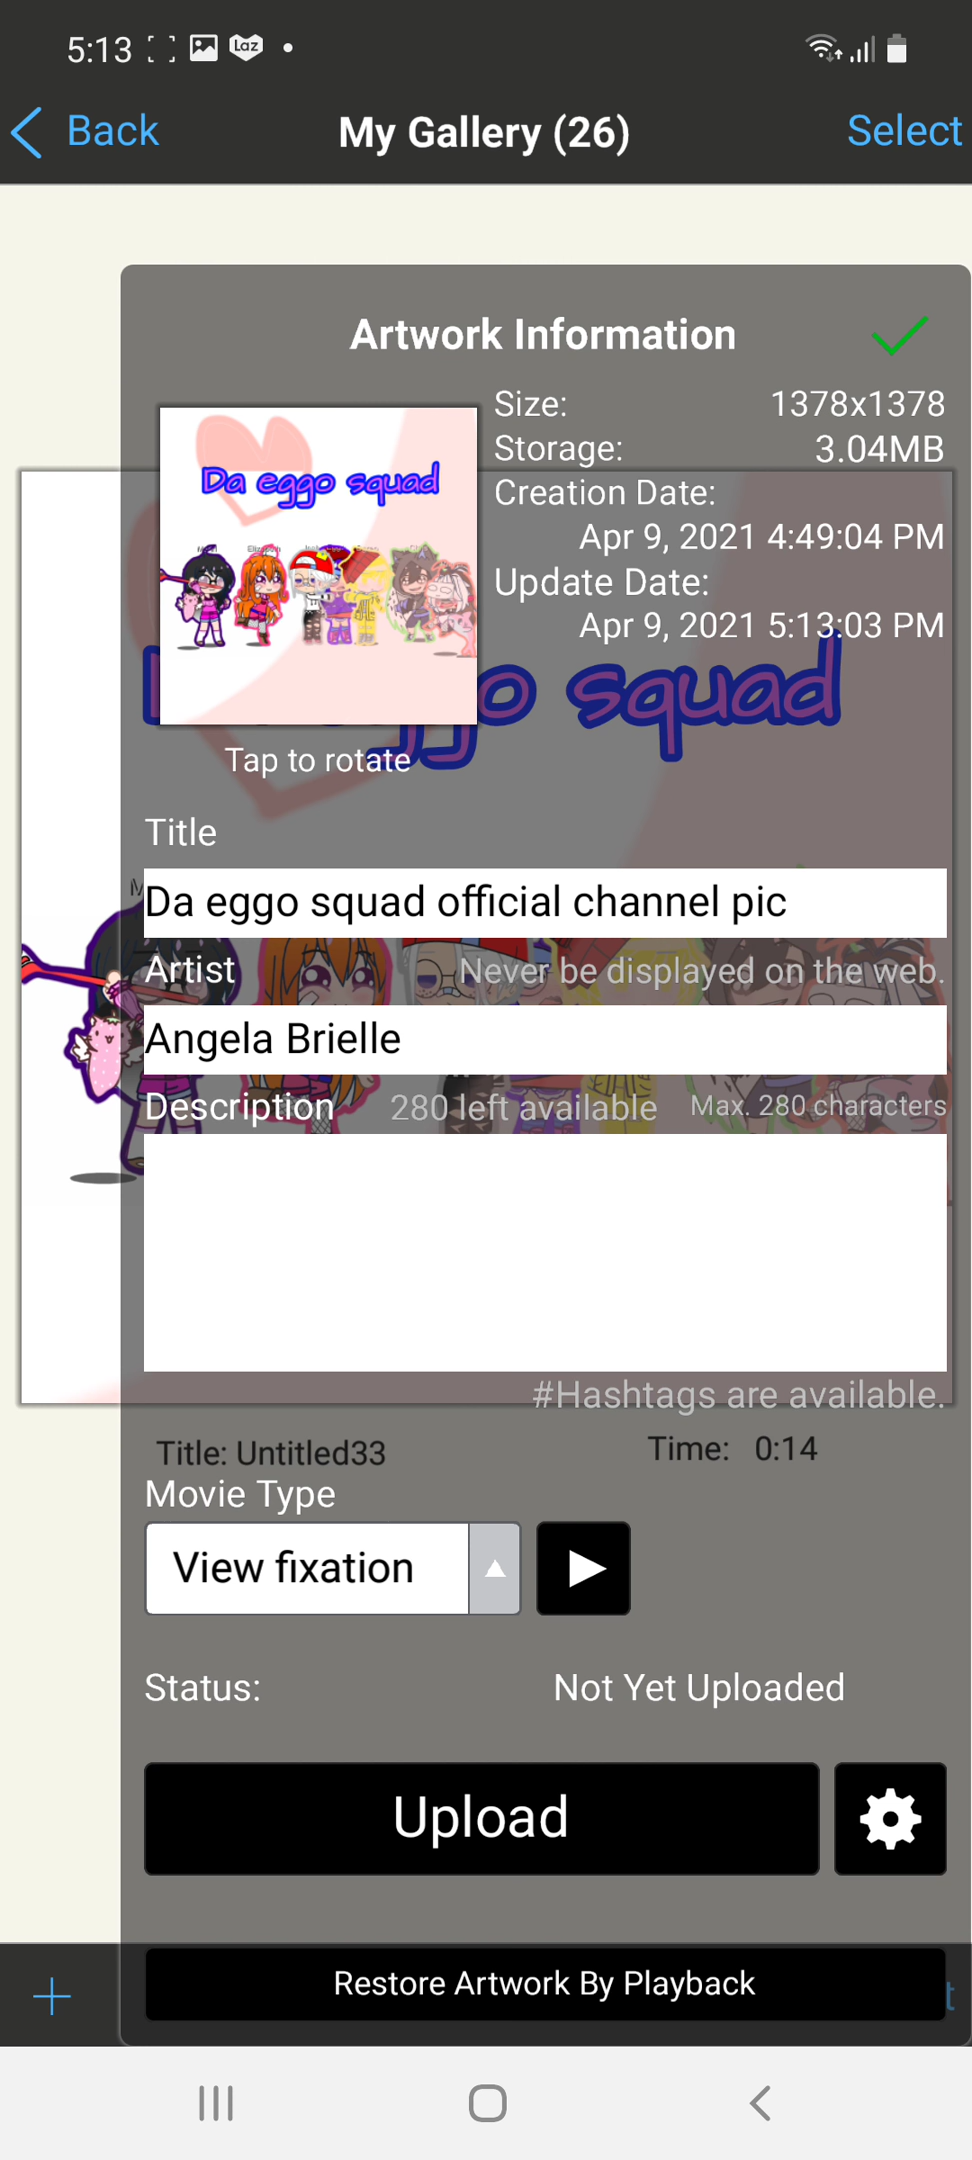 5:13 Laz
Back My Gallery (26) Select
Artwork Information
Da eggo squad
Elizabeth
Size: 1378x1378
Storage: 3.04MB
Creation Date:
Apr 9, 2021 4:49:04 PM
Update Date:
Apr 9, 2021 5:13:03 PM
squad
Tap to rotate
Title
Da eggo squad official channel pic
Artist Never be displayed on the web.
Angela Brielle
Description 280 left available Max. 280 characters
#Hashtags are available.
Title: Untitled33 Time: 0:14
Movie Type
View fixation
Status: Not Yet Uploaded
Upload
Restore Artwork By Playback